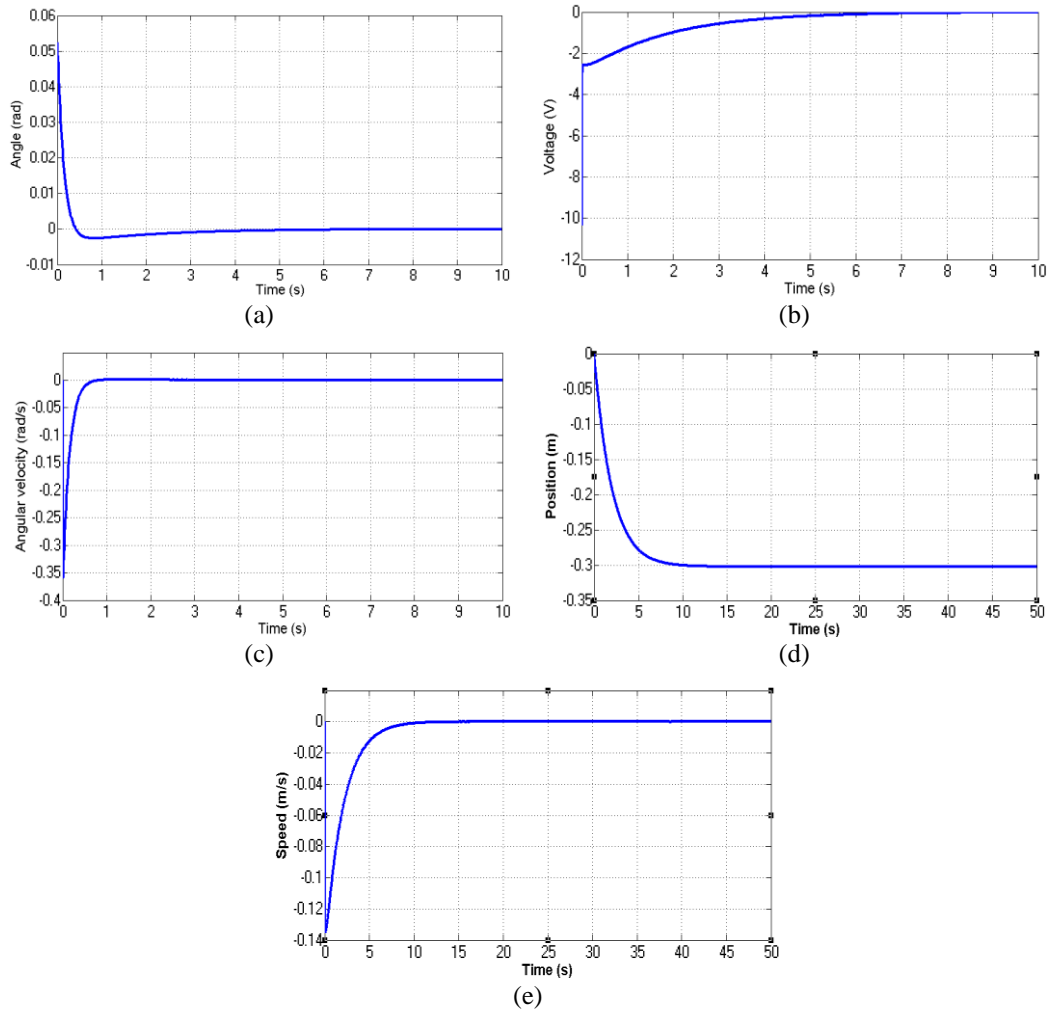 0.06
0.05
0.04
0.03
0.02
0.01
0
-0.01
Angle (rad)
0 1 2 3 4 5 6 7 8 9 10
Time (s)
(a)
0
-2
-4
-6
-8
-10
-12
Voltage (V)
0 1 2 3 4 5 6 7 8 9 10
Time (s)
(b)
0
-0.05
-0.1
-0.15
-0.2
-0.25
-0.3
-0.35
-0.4
Angular velocity (rad/s)
0 1 2 3 4 5 6 7 8 9 10
Time (s)
(c)
0
-0.05
-0.1
-0.15
-0.2
-0.25
-0.3
-0.35
Position (m)
0 5 10 15 20 25 30 35 40 45 50
Time (s)
(d)
0
-0.02
-0.04
-0.06
-0.08
-0.1
-0.12
-0.14
Speed (m/s)
0 5 10 15 20 25 30 35 40 45 50
Time (s)
(e)